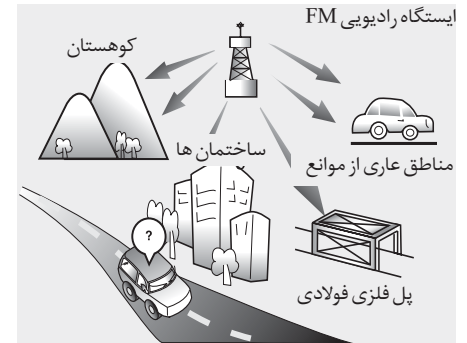 ایستگاه رادیویی FM
کوهستان
ساختمان ها
مناطق عاری از موانع
?
پل فلزی فولادی